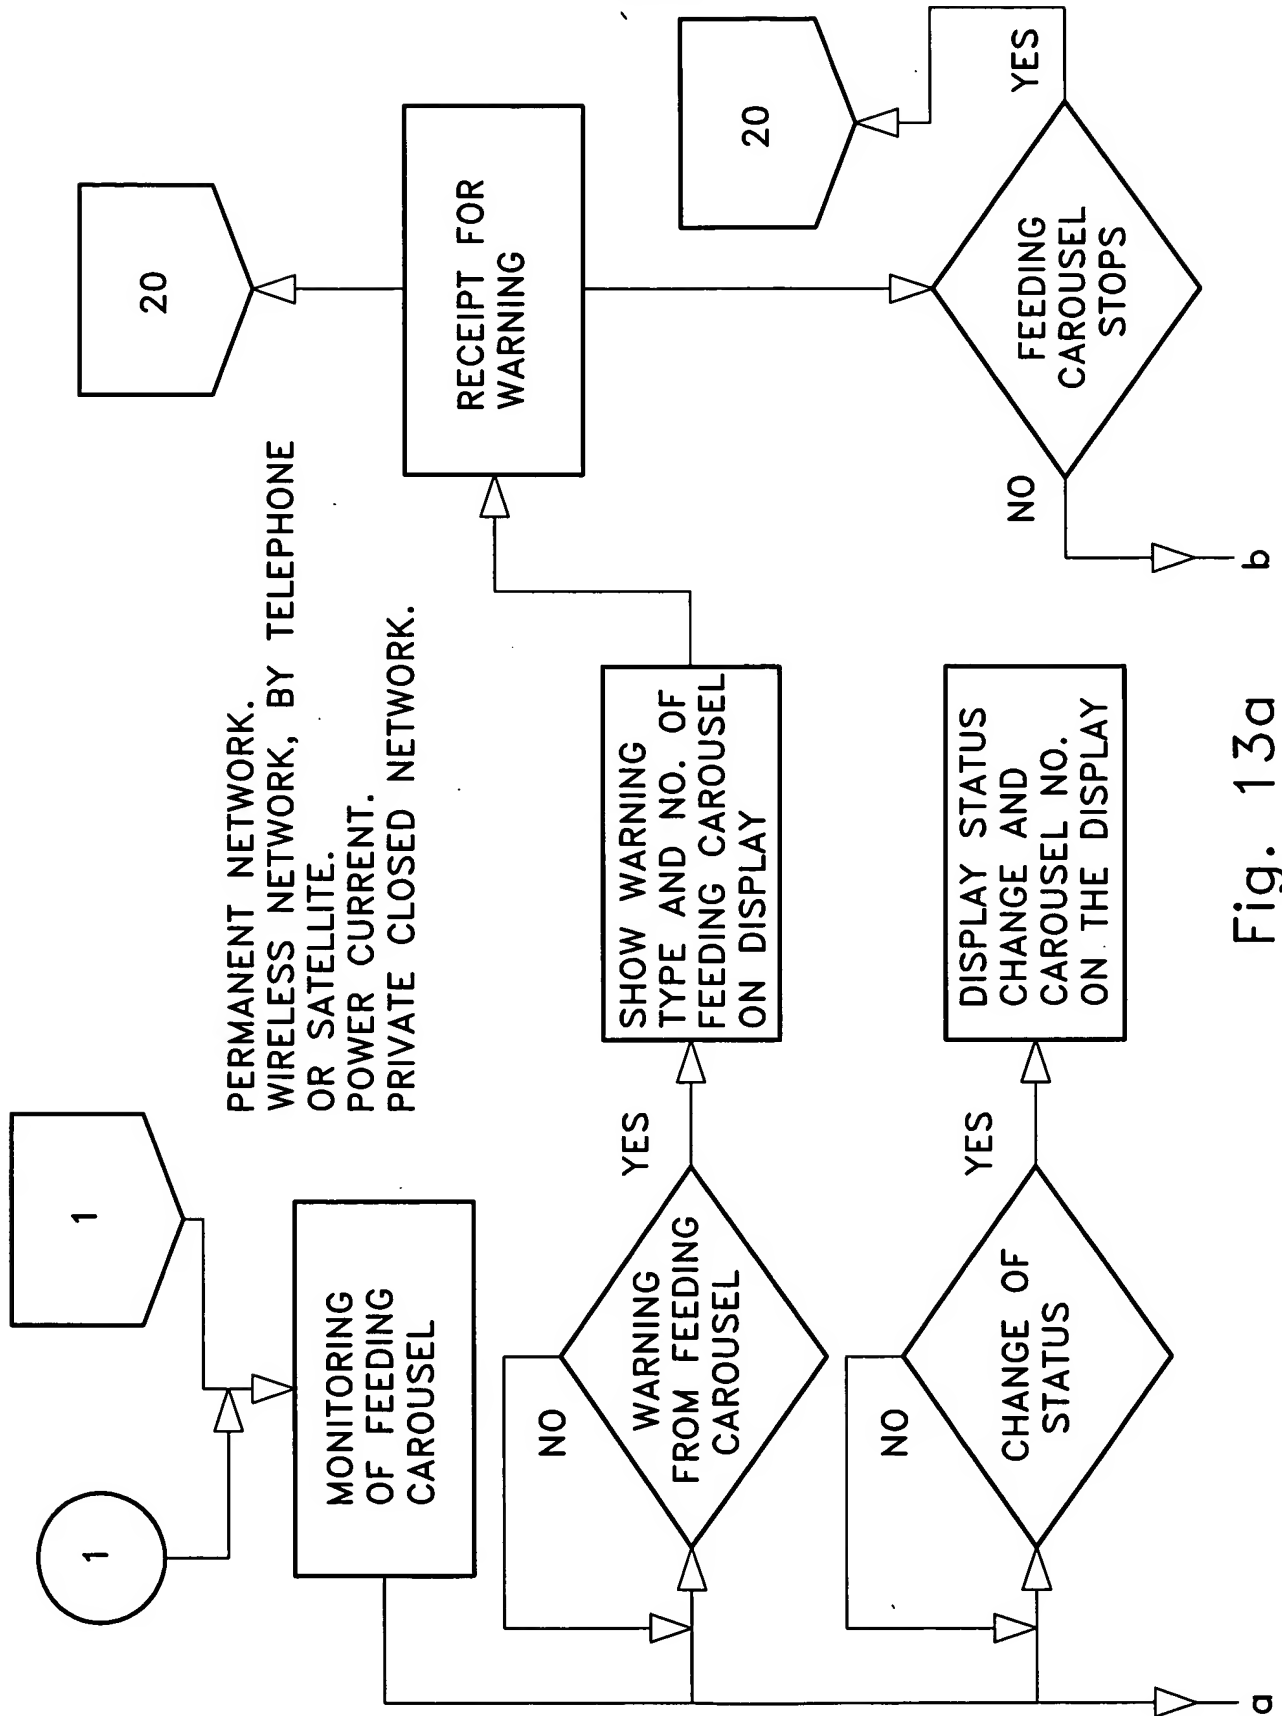 1
1
MONITORING
OF FEEDING
CAROUSEL
PERMANENT NETWORK.
WIRELESS NETWORK, BY TELEPHONE
OR SATELLITE.
POWER CURRENT.
PRIVATE CLOSED NETWORK.
20
NO
WARNING
FROM FEEDING
CAROUSEL
YES
SHOW WARNING
TYPE AND NO. OF
FEEDING CAROUSEL
ON DISPLAY
RECEIPT FOR
WARNING
20
NO
CHANGE OF
STATUS
YES
DISPLAY STATUS
CHANGE AND
CAROUSEL NO.
ON THE DISPLAY
NO
FEEDING
CAROUSEL
STOPS
YES
a
b
Fig. 13a